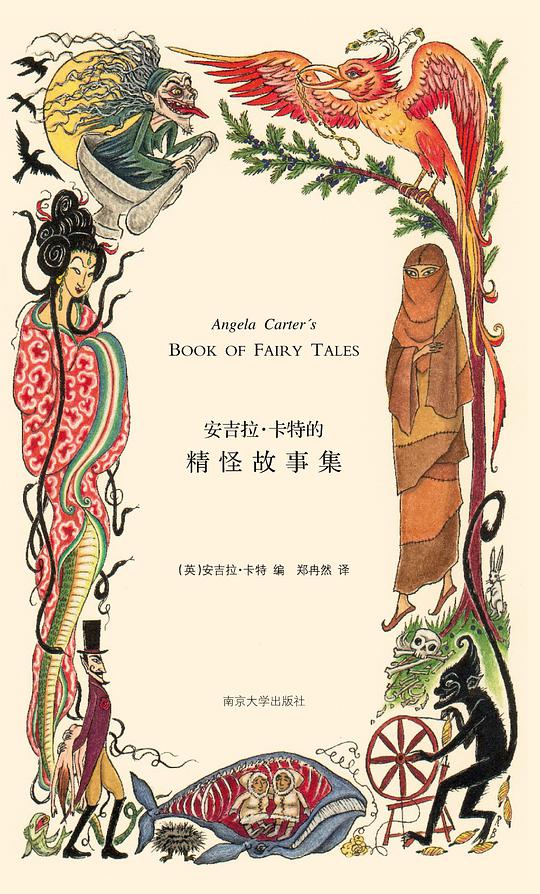 Angela Carter´s
BOOK OF FAIRY TALES
安吉拉·卡特的
精怪故事集
(英)安吉拉·卡特 编 郑冉然 译
南京大学出版社